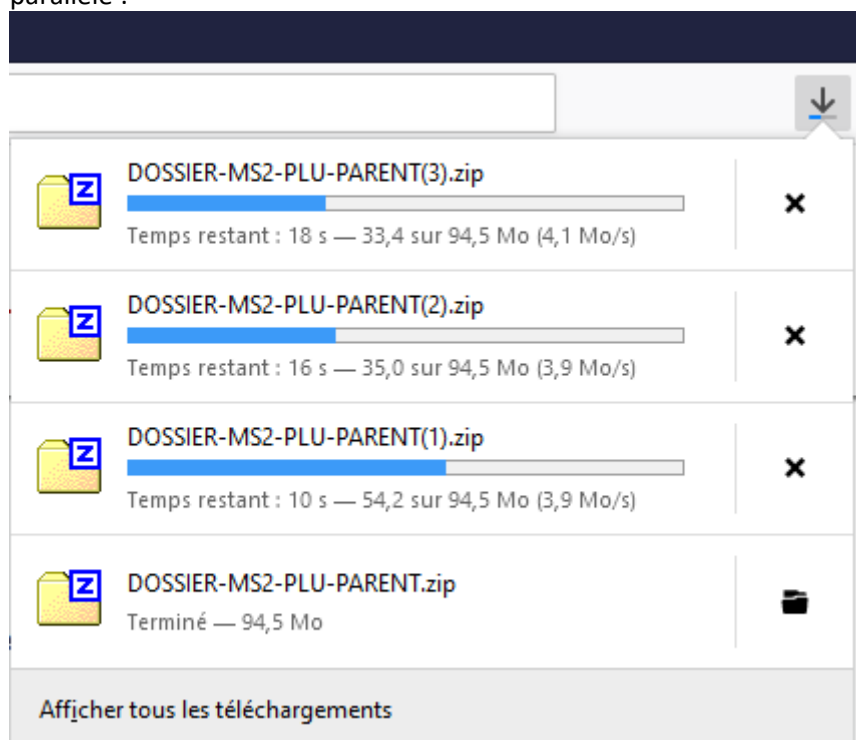 parallèle :
DOSSIER-MS2-PLU-PARENT(3).zip
Temps restant : 18 s — 33,4 sur 94,5 Mo (4,1 Mo/s)
DOSSIER-MS2-PLU-PARENT(2).zip
Temps restant : 16 s — 35,0 sur 94,5 Mo (3,9 Mo/s)
DOSSIER-MS2-PLU-PARENT(1).zip
Temps restant : 10 s — 54,2 sur 94,5 Mo (3,9 Mo/s)
DOSSIER-MS2-PLU-PARENT.zip
Terminé — 94,5 Mo
Afficher tous les téléchargements